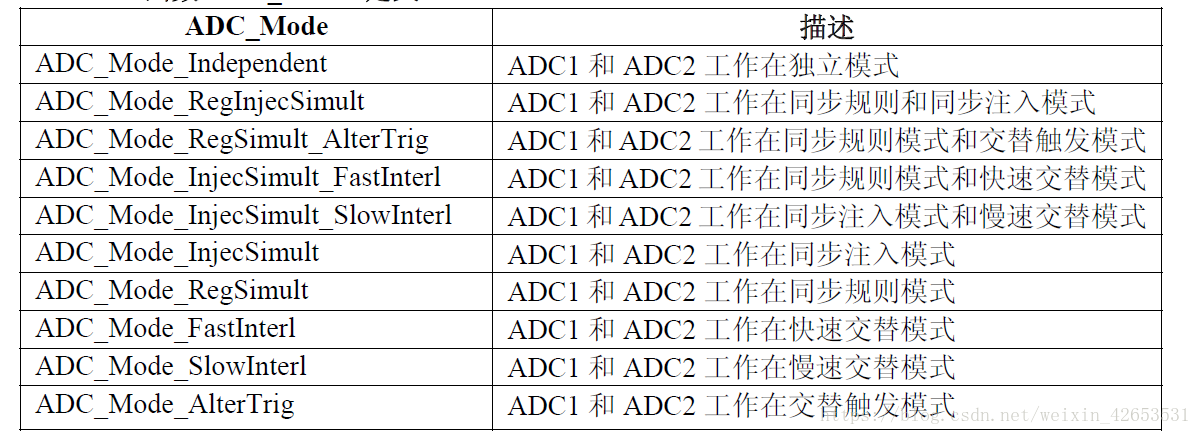 ADC_Mode 描述
ADC_Mode_Independent ADC1 和 ADC2 工作在独立模式
ADC_Mode_RegInjecSimult ADC1 和 ADC2 工作在同步规则和同步注入模式
ADC_Mode_RegSimult_AlterTrig ADC1 和 ADC2 工作在同步规则模式和交替触发模式
ADC_Mode_InjecSimult_FastInterl ADC1 和 ADC2 工作在同步规则模式和快速交替模式
ADC_Mode_InjecSimult_SlowInterl ADC1 和 ADC2 工作在同步注入模式和慢速交替模式
ADC_Mode_InjecSimult ADC1 和 ADC2 工作在同步注入模式
ADC_Mode_RegSimult ADC1 和 ADC2 工作在同步规则模式
ADC_Mode_FastInterl ADC1 和 ADC2 工作在快速交替模式
ADC_Mode_SlowInterl ADC1 和 ADC2 工作在慢速交替模式
ADC_Mode_AlterTrig ADC1 和 ADC2 工作在交替触发模式
https://blog.csdn.net/weixin_42653531